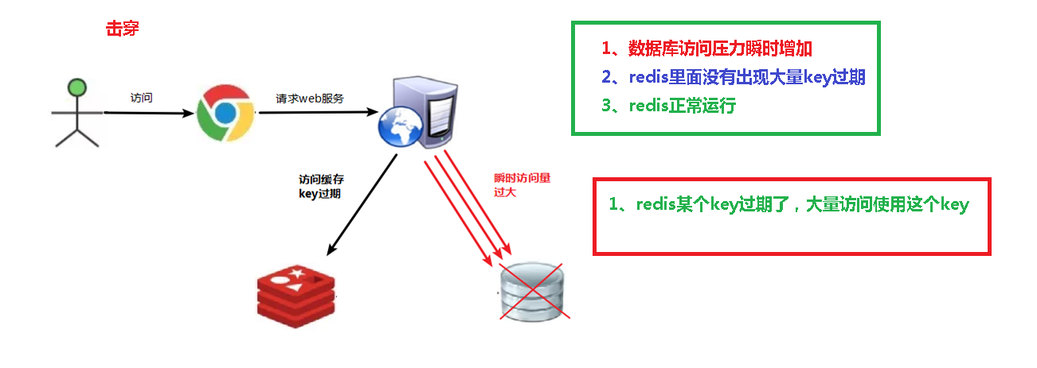 击穿
1、数据库访问压力瞬时增加
2、redis里面没有出现大量key过期
3、redis正常运行
访问
请求web服务
访问缓存
key过期
瞬时访问量
过大
1、redis某个key过期了，大量访问使用这个key